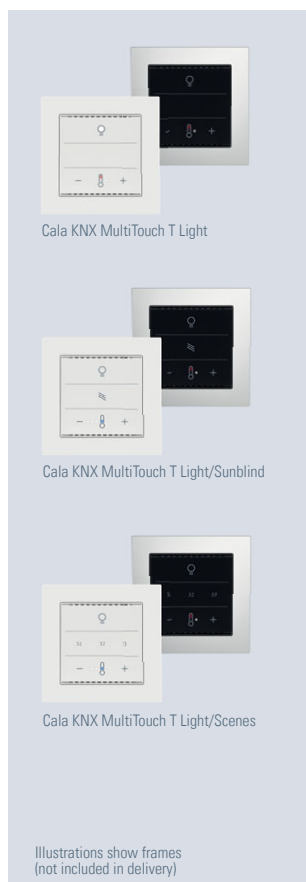 Cala KNX MultiTouch T Light
Cala KNX MultiTouch T Light/Sunblind
Cala KNX MultiTouch T Light/Scenes
Illustrations show frames
(not included in delivery)